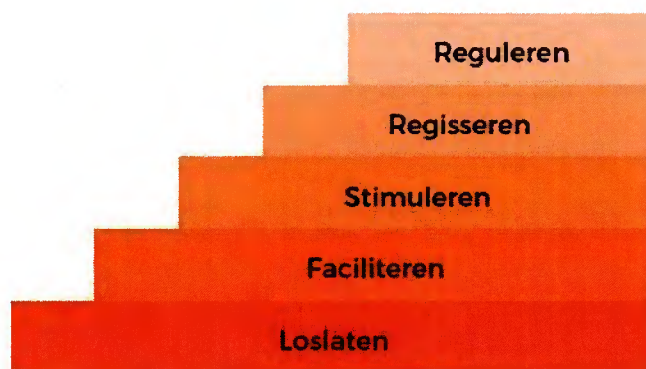 Reguleren
Regisseren
Stimuleren
Faciliteren
Loslaten